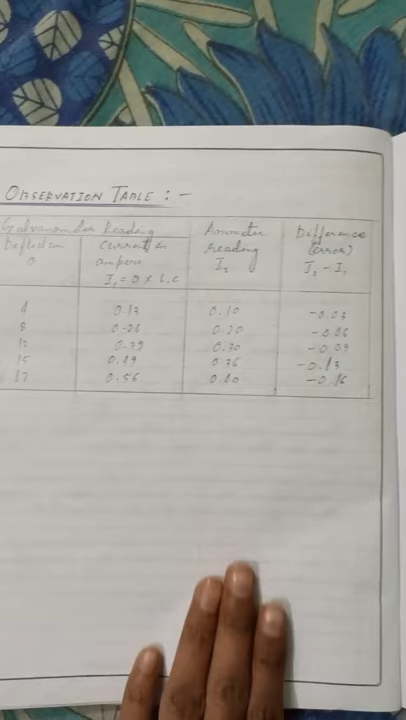 OBSERVATION TABLE : -
Galvanometer Reading Ammeter Difference
Deflection Current in reading (error)
θ ampere I₂ I₂ - I₁
I₁ = θ × L.C
4 0.13 0.10 -0.03
8 0.26 0.20 -0.06
12 0.39 0.30 -0.09
15 0.49 0.36 -0.13
17 0.56 0.40 -0.16